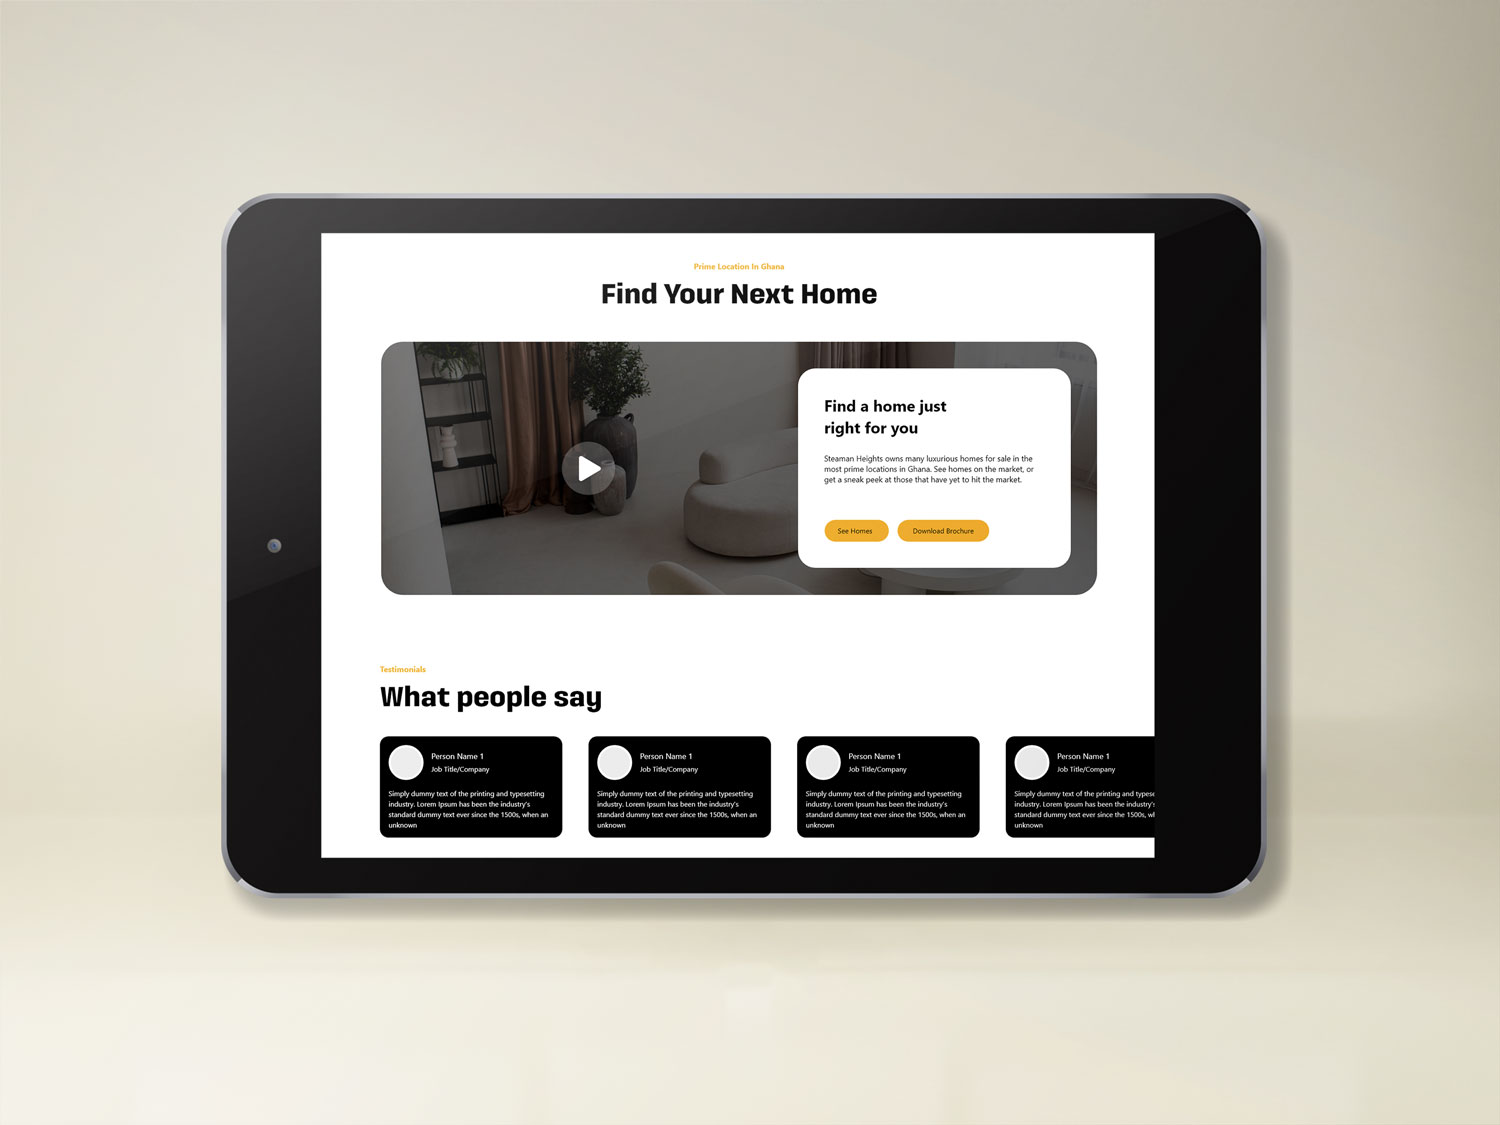 Prime Location In Ghana
Find Your Next Home
Find a home just
right for you
Steaman Heights owns many luxurious homes for sale in the
most prime locations in Ghana. See homes on the market, or
get a sneak peek at those that have yet to hit the market.
See Homes
Download Brochure
Testimonials
What people say
Person Name 1
Job Title/Company
Simply dummy text of the printing and typesetting
industry. Lorem Ipsum has been the industry's
standard dummy text ever since the 1500s, when an
unknown
Person Name 1
Job Title/Company
Simply dummy text of the printing and typesetting
industry. Lorem Ipsum has been the industry's
standard dummy text ever since the 1500s, when an
unknown
Person Name 1
Job Title/Company
Simply dummy text of the printing and typesetting
industry. Lorem Ipsum has been the industry's
standard dummy text ever since the 1500s, when an
unknown
Person Name 1
Job Title/Company
Simply dummy text of the printing and type
industry. Lorem Ipsum has been the industry's
standard dummy text ever since the 1500s,
unknown